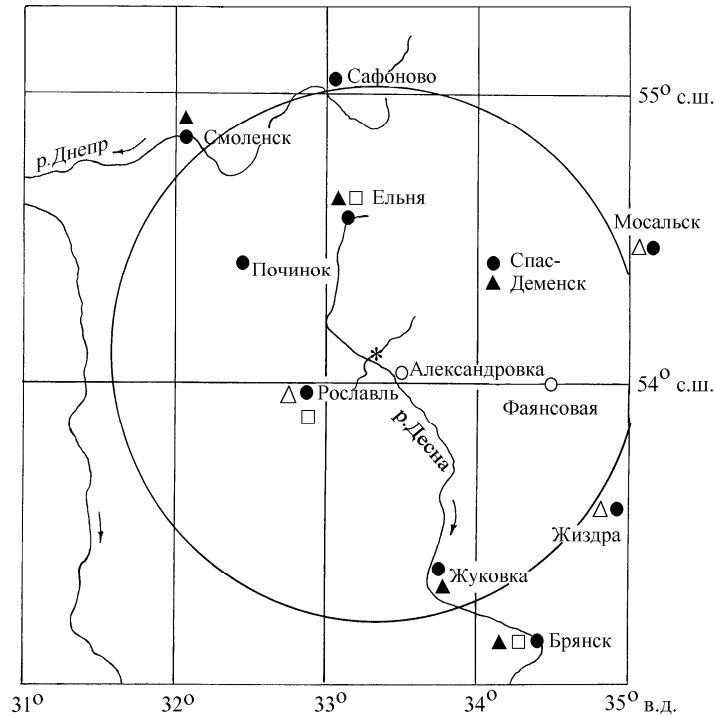 Сафоново
55° с.ш.
Смоленск
р.Днепр
Ельня
Мосальск
Починок
Спас-
Деменск
Александровка
54° с.ш.
Рославль
Фаянсовая
р.Десна
Жиздра
Жуковка
Брянск
31° 32° 33° 34° 35° в.д.